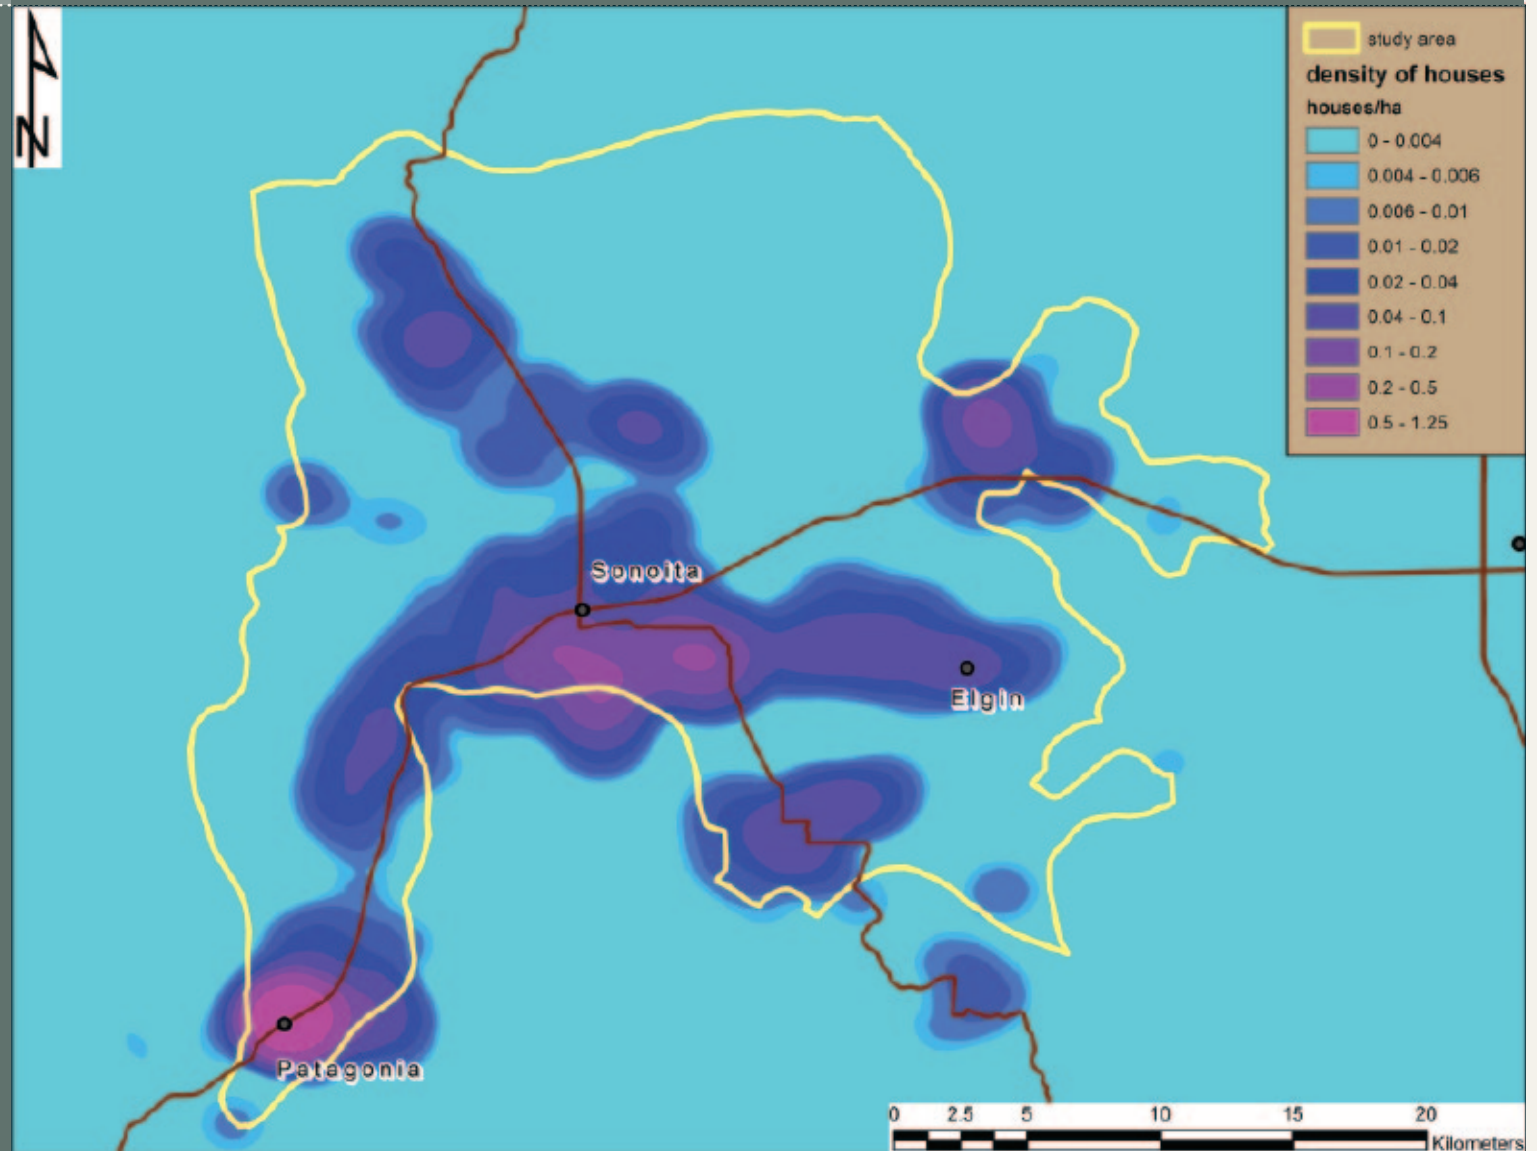 N
study area
density of houses
houses/ha
0 - 0.004
0.004 - 0.006
0.006 - 0.01
0.01 - 0.02
0.02 - 0.04
0.04 - 0.1
0.1 - 0.2
0.2 - 0.5
0.5 - 1.25
Sonoita
Elgin
Patagonia
0 2.5 5 10 15 20
Kilometers